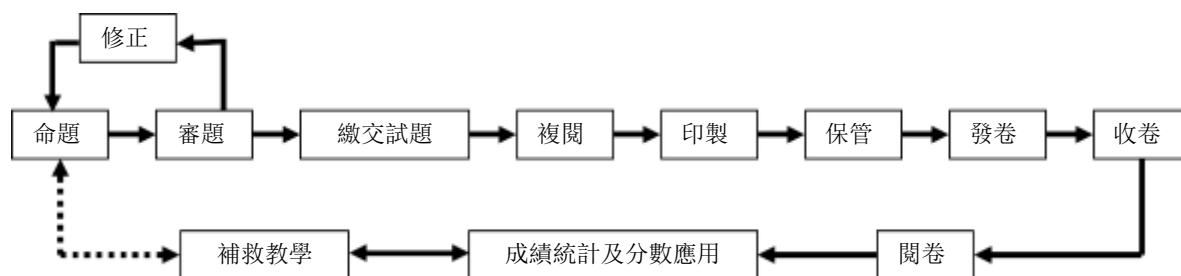 修正
命題
審題
繳交試題
複閱
印製
保管
發卷
收卷
補救教學
成績統計及分數應用
閱卷